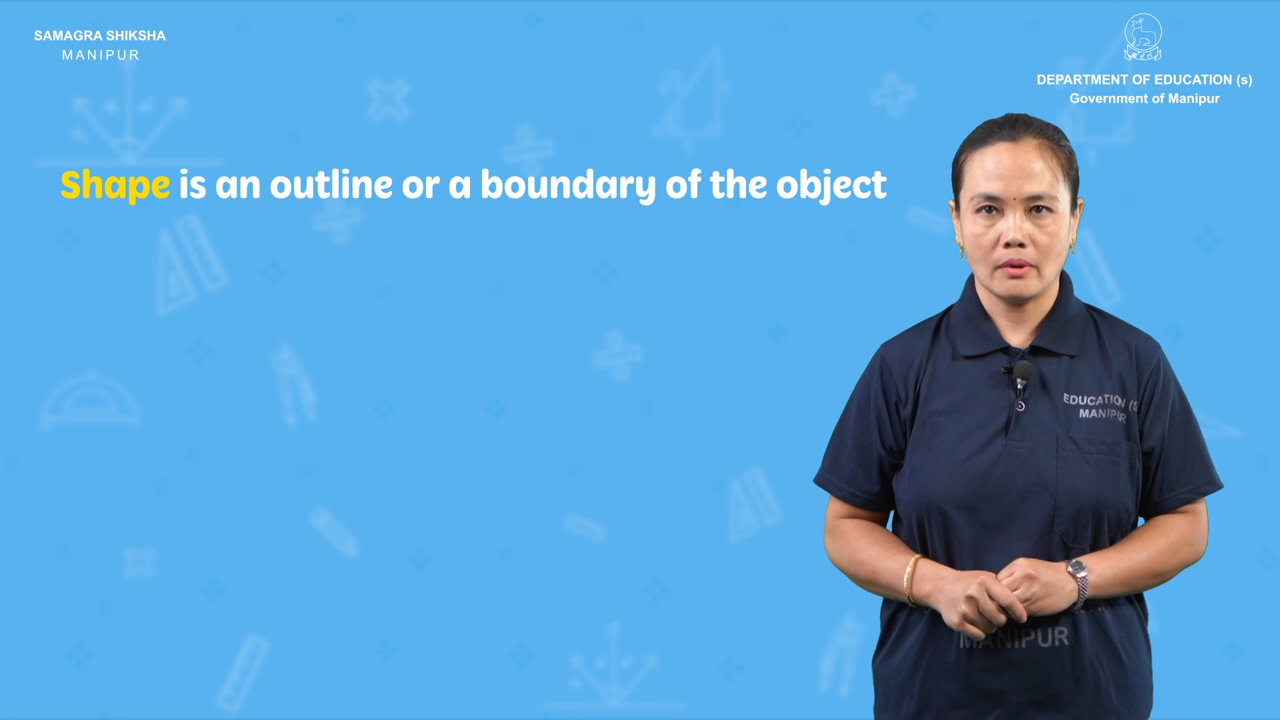 SAMAGRA SHIKSHA
MANIPUR
DEPARTMENT OF EDUCATION (s)
Government of Manipur
Shape is an outline or a boundary of the object
EDUCATION (S
MANIPUR
MANIPUR